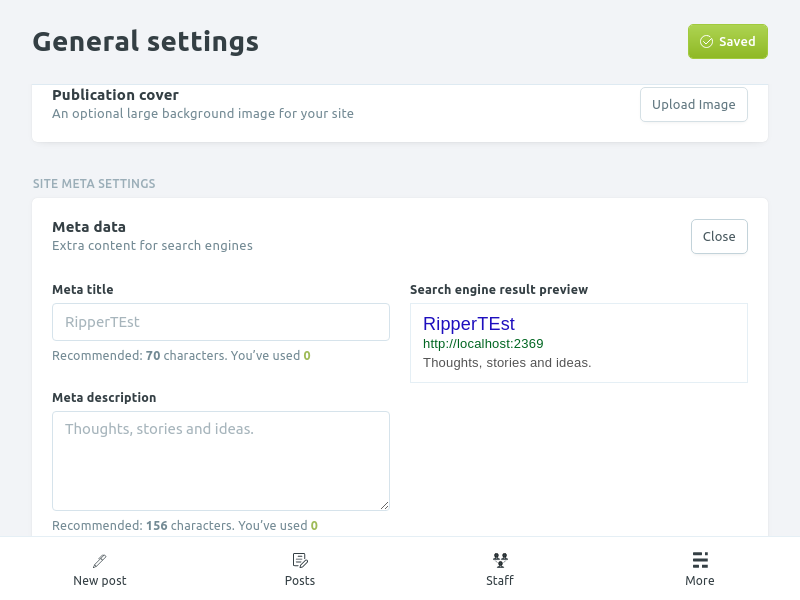 General settings
Saved
Publication cover
An optional large background image for your site
Upload Image
SITE META SETTINGS
Meta data
Extra content for search engines
Close
Meta title
RipperTEst
Recommended: 70 characters. You've used 0
Search engine result preview
RipperTEst
http://localhost:2369
Thoughts, stories and ideas.
Meta description
Thoughts, stories and ideas.
Recommended: 156 characters. You've used 0
New post
Posts
Staff
More